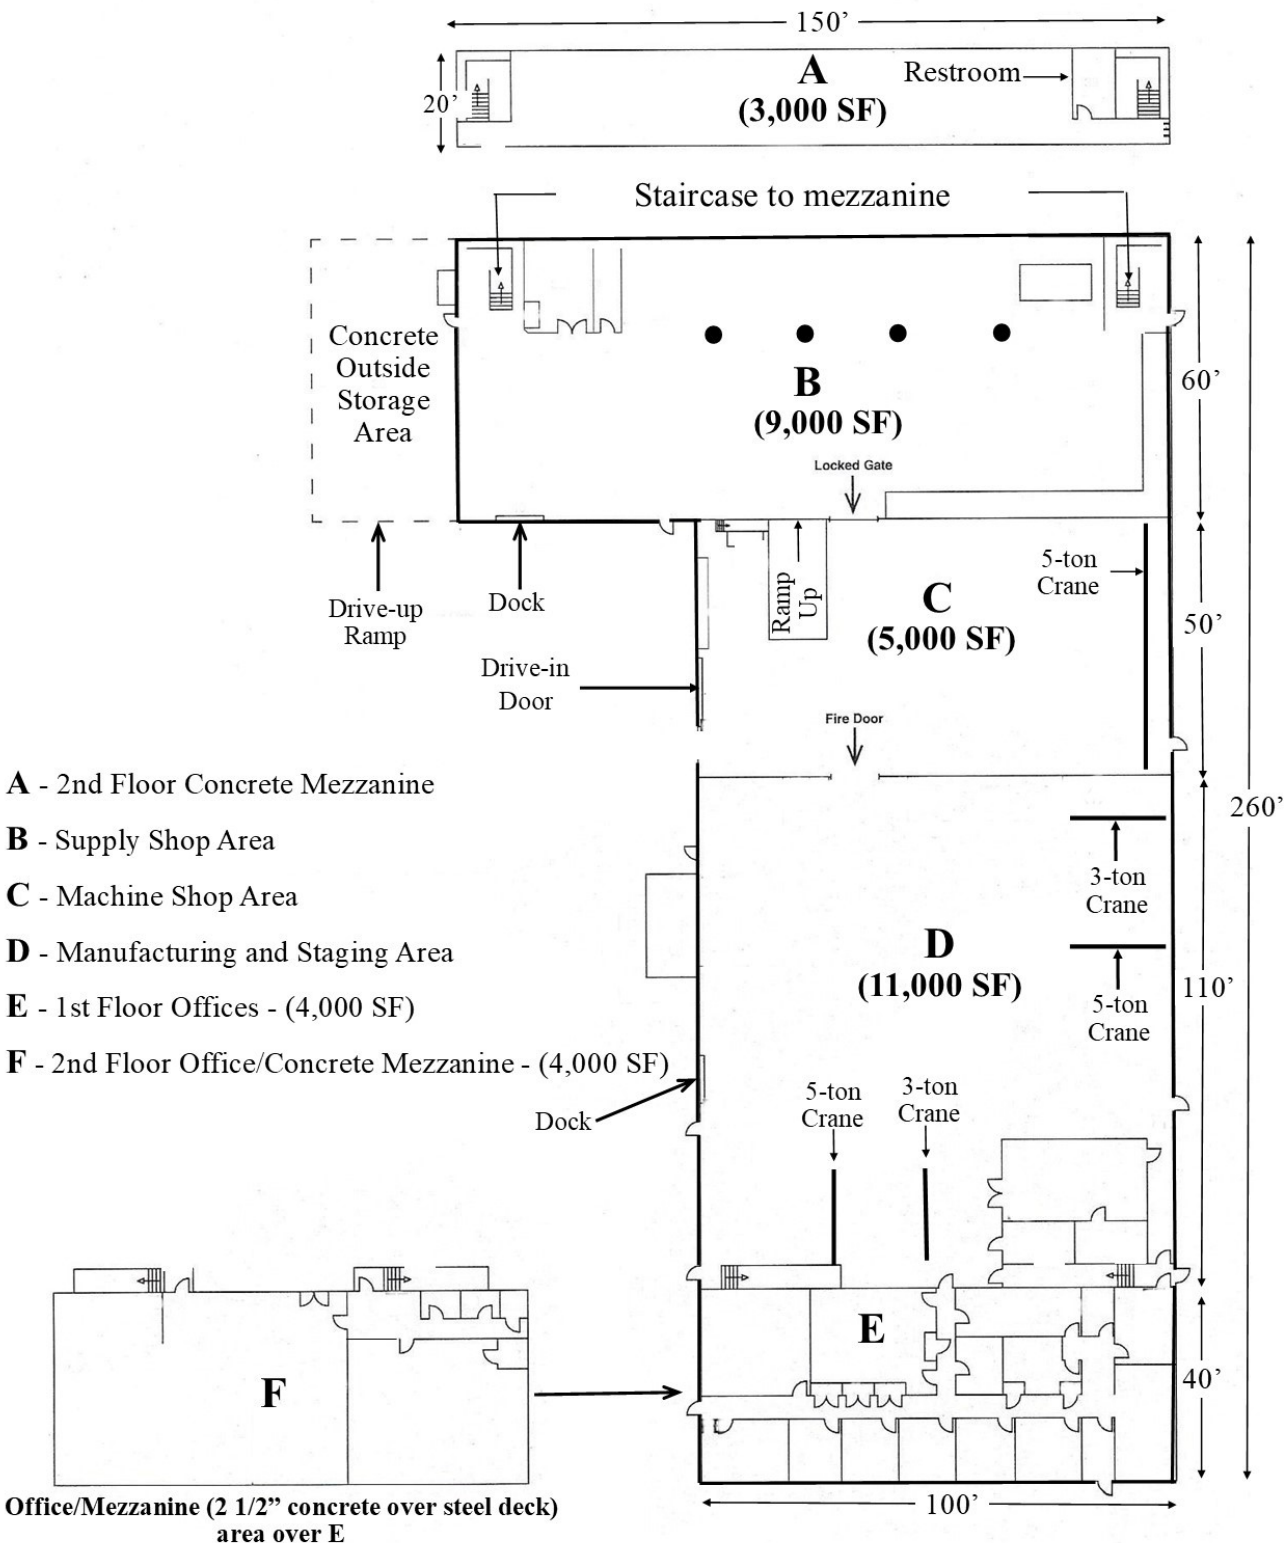 150’
20’
A
(3,000 SF)
Restroom
Staircase to mezzanine
Concrete
Outside
Storage
Area
B
(9,000 SF)
60’
Locked Gate
Drive-up
Ramp
Dock
Ramp
Up
C
(5,000 SF)
5-ton
Crane
50’
Drive-in
Door
Fire Door
260’
A - 2nd Floor Concrete Mezzanine
B - Supply Shop Area
C - Machine Shop Area
D - Manufacturing and Staging Area
E - 1st Floor Offices - (4,000 SF)
F - 2nd Floor Office/Concrete Mezzanine - (4,000 SF)
3-ton
Crane
D
(11,000 SF)
110’
5-ton
Crane
Dock
5-ton
Crane
3-ton
Crane
E
40’
F
100’
Office/Mezzanine (2 1/2” concrete over steel deck)
area over E